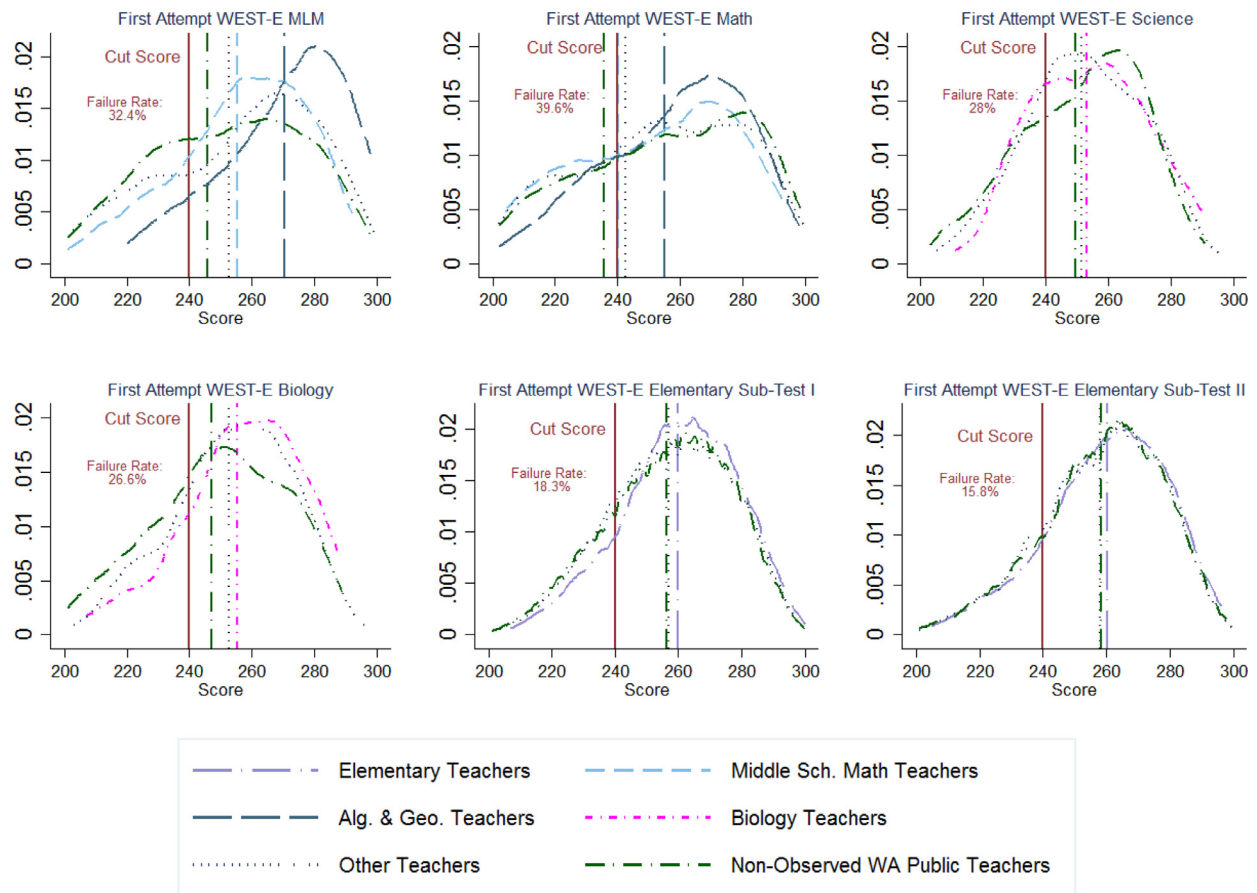 First Attempt WEST-E MLM
Cut Score
Failure Rate:
32.4%
0 .005 .01 .015 .02
200 220 240 260 280 300
Score
First Attempt WEST-E Math
Cut Score
Failure Rate:
39.6%
0 .005 .01 .015 .02
200 220 240 260 280 300
Score
First Attempt WEST-E Science
Cut Score
Failure Rate:
28%
0 .005 .01 .015 .02
200 220 240 260 280 300
Score
First Attempt WEST-E Biology
Cut Score
Failure Rate:
26.6%
0 .005 .01 .015 .02
200 220 240 260 280 300
Score
First Attempt WEST-E Elementary Sub-Test I
Cut Score
Failure Rate:
18.3%
0 .005 .01 .015 .02
200 220 240 260 280 300
Score
First Attempt WEST-E Elementary Sub-Test II
Cut Score
Failure Rate:
15.8%
0 .005 .01 .015 .02
200 220 240 260 280 300
Score
Elementary Teachers
Middle Sch. Math Teachers
Alg. & Geo. Teachers
Biology Teachers
Other Teachers
Non-Observed WA Public Teachers